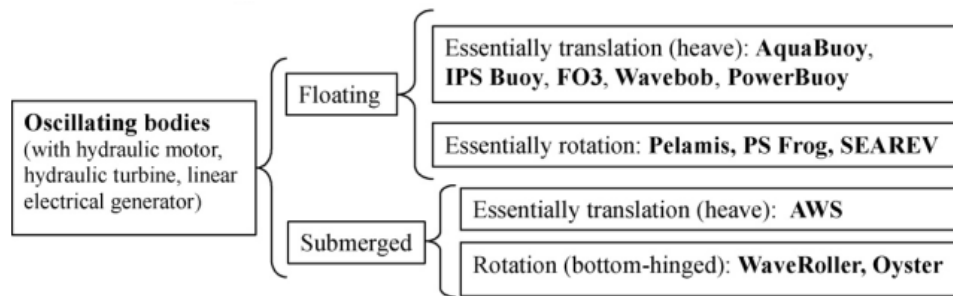 Oscillating bodies
(with hydraulic motor,
hydraulic turbine, linear
electrical generator)
Floating
Essentially translation (heave): AquaBuoy,
IPS Buoy, FO3, Wavebob, PowerBuoy
Essentially rotation: Pelamis, PS Frog, SEAREV
Submerged
Essentially translation (heave): AWS
Rotation (bottom-hinged): WaveRoller, Oyster